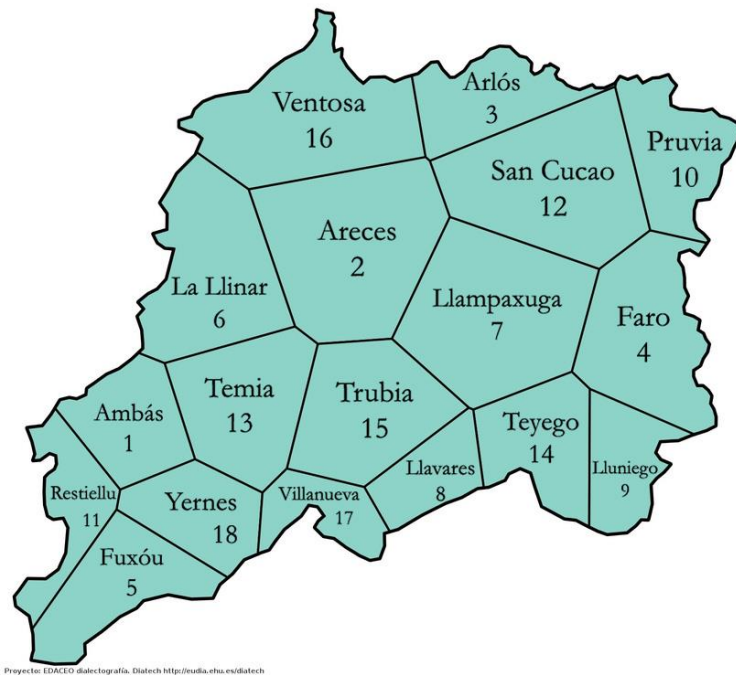 Ventosa
16
Arlós
3
Pruvia
10
San Cucao
12
Areces
2
La Llinar
6
Llampaxuga
7
Faro
4
Ambás
1
Temia
13
Trubia
15
Teyego
14
Lluniego
9
Llavares
8
Villanueva
17
Restiellu
11
Yernes
18
Fuxóu
5
Proyecto: EDACEO dialectografía. Diatech http://eudia.ehu.es/diatech